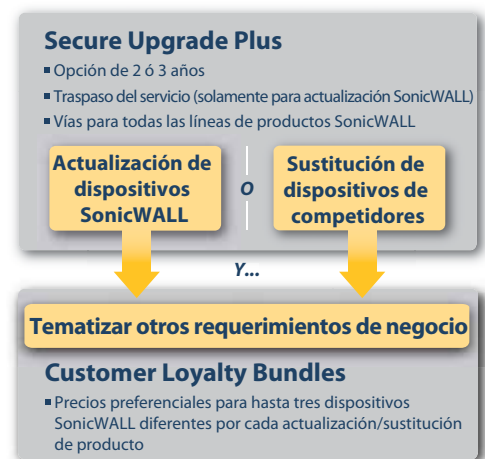 Secure Upgrade Plus
▪ Opción de 2 ó 3 años
▪ Traspaso del servicio (solamente para actualización SonicWALL)
▪ Vías para todas las líneas de productos SonicWALL
Actualización de
dispositivos
SonicWALL
O
Sustitución de
dispositivos de
competidores
Y...
Tematizar otros requerimientos de negocio
Customer Loyalty Bundles
▪ Precios preferenciales para hasta tres dispositivos
SonicWALL diferentes por cada actualización/sustitución
de producto